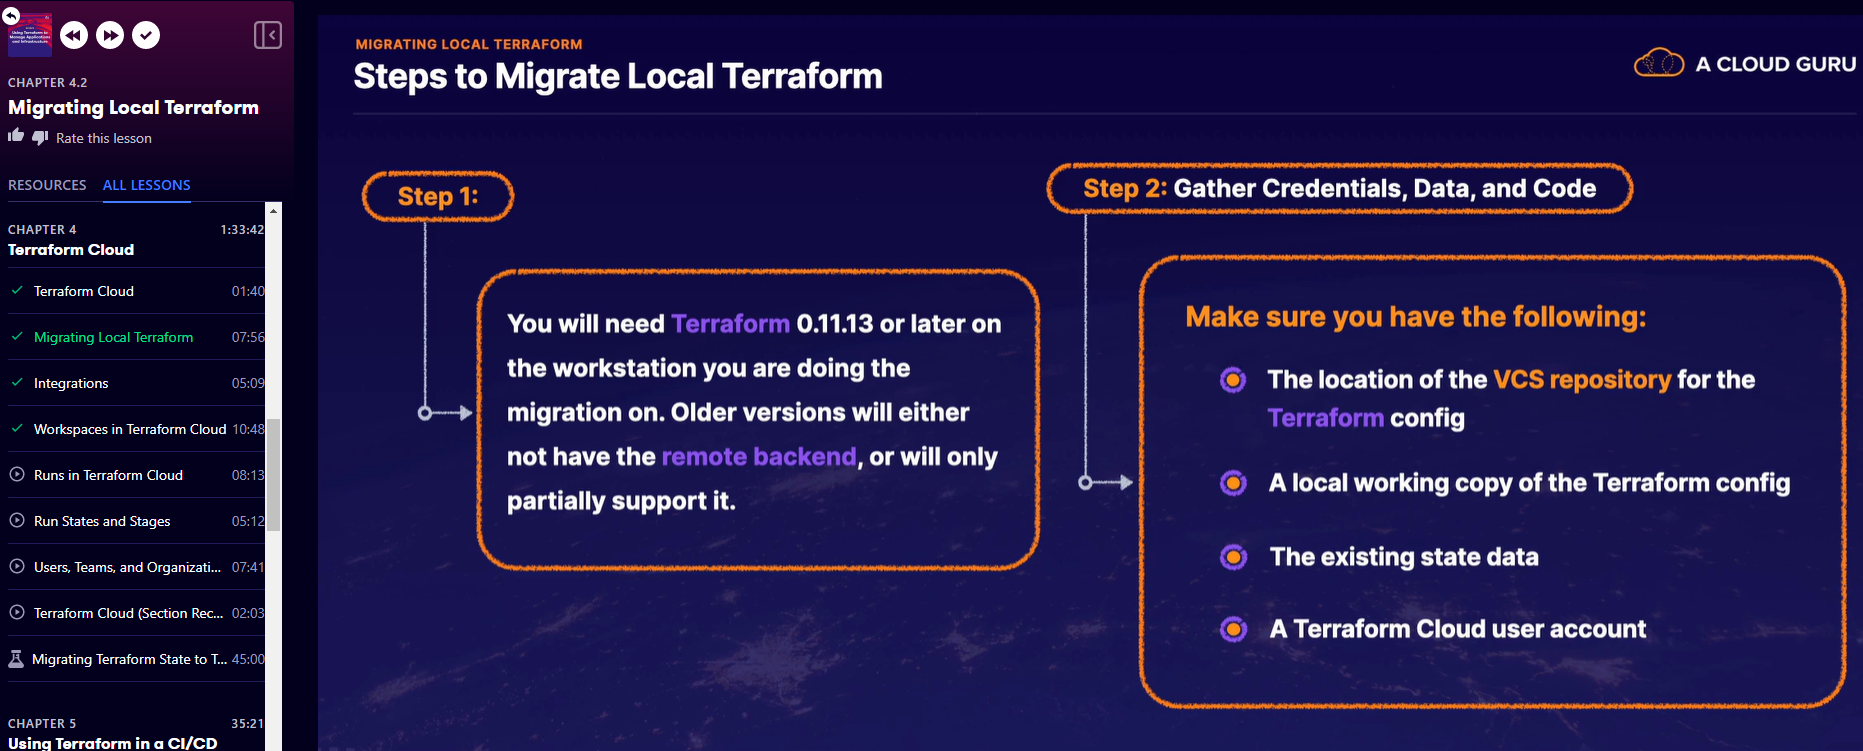 Using Terraform to
Manage Applications
and Infrastructure
CHAPTER 4.2
Migrating Local Terraform
Rate this lesson
RESOURCES ALL LESSONS
CHAPTER 4 1:33:42
Terraform Cloud
Terraform Cloud 01:40
Migrating Local Terraform 07:56
Integrations 05:09
Workspaces in Terraform Cloud 10:48
Runs in Terraform Cloud 08:13
Run States and Stages 05:12
Users, Teams, and Organizati... 07:41
Terraform Cloud (Section Rec... 02:03
Migrating Terraform State to T... 45:00
CHAPTER 5 35:21
Using Terraform in a CI/CD
MIGRATING LOCAL TERRAFORM
Steps to Migrate Local Terraform
A CLOUD GURU
Step 1:
You will need Terraform 0.11.13 or later on
the workstation you are doing the
migration on. Older versions will either
not have the remote backend, or will only
partially support it.
Step 2: Gather Credentials, Data, and Code
Make sure you have the following:
The location of the VCS repository for the
Terraform config
A local working copy of the Terraform config
The existing state data
A Terraform Cloud user account